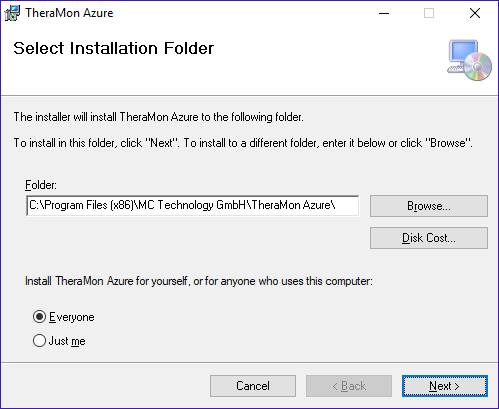 TheraMon Azure
Select Installation Folder
The installer will install TheraMon Azure to the following folder.
To install in this folder, click "Next". To install to a different folder, enter it below or click "Browse".
Folder:
C:\Program Files (x86)\MC Technology GmbH\TheraMon Azure\
Browse...
Disk Cost...
Install TheraMon Azure for yourself, or for anyone who uses this computer:
Everyone
Just me
Cancel
< Back
Next >